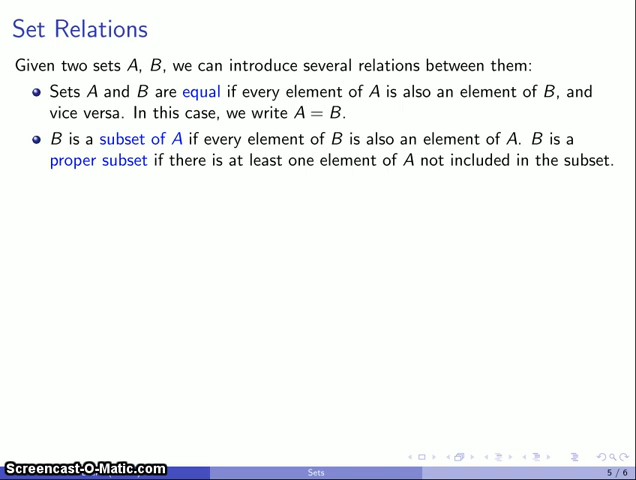 Set Relations
Given two sets A, B, we can introduce several relations between them:
Sets A and B are equal if every element of A is also an element of B, and
vice versa. In this case, we write A = B.
B is a subset of A if every element of B is also an element of A. B is a
proper subset if there is at least one element of A not included in the subset.
Screencast-O-Matic.com
Sets
5 / 6